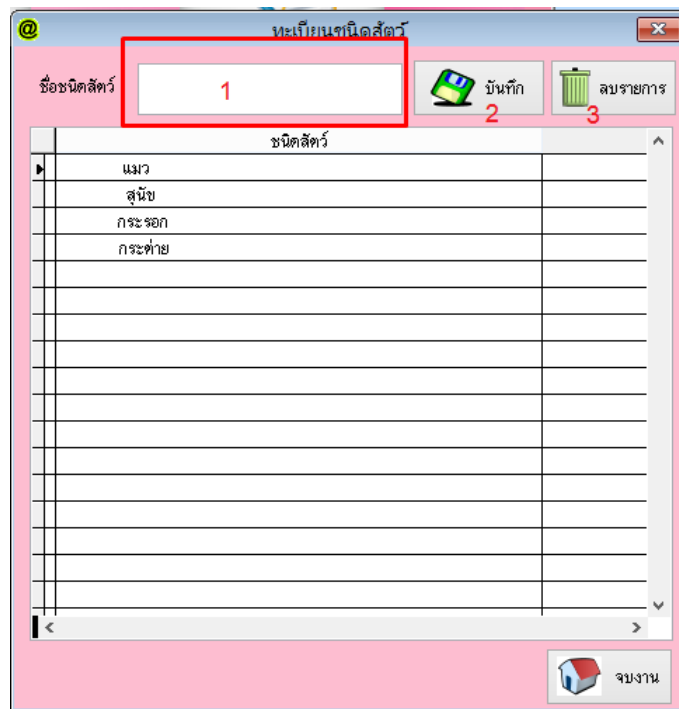 @ ทะเบียนชนิดสัตว์
ชื่อชนิดสัตว์ 1 บันทึก 2 ลบรายการ 3
ชนิดสัตว์
แมว
สุนัข
กระรอก
กระต่าย
จบงาน